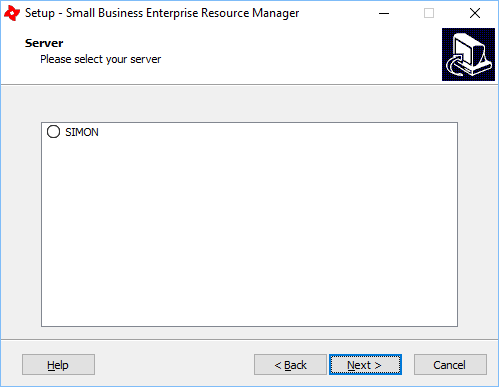 Setup - Small Business Enterprise Resource Manager
Server
Please select your server
SIMON
Help
< Back
Next >
Cancel